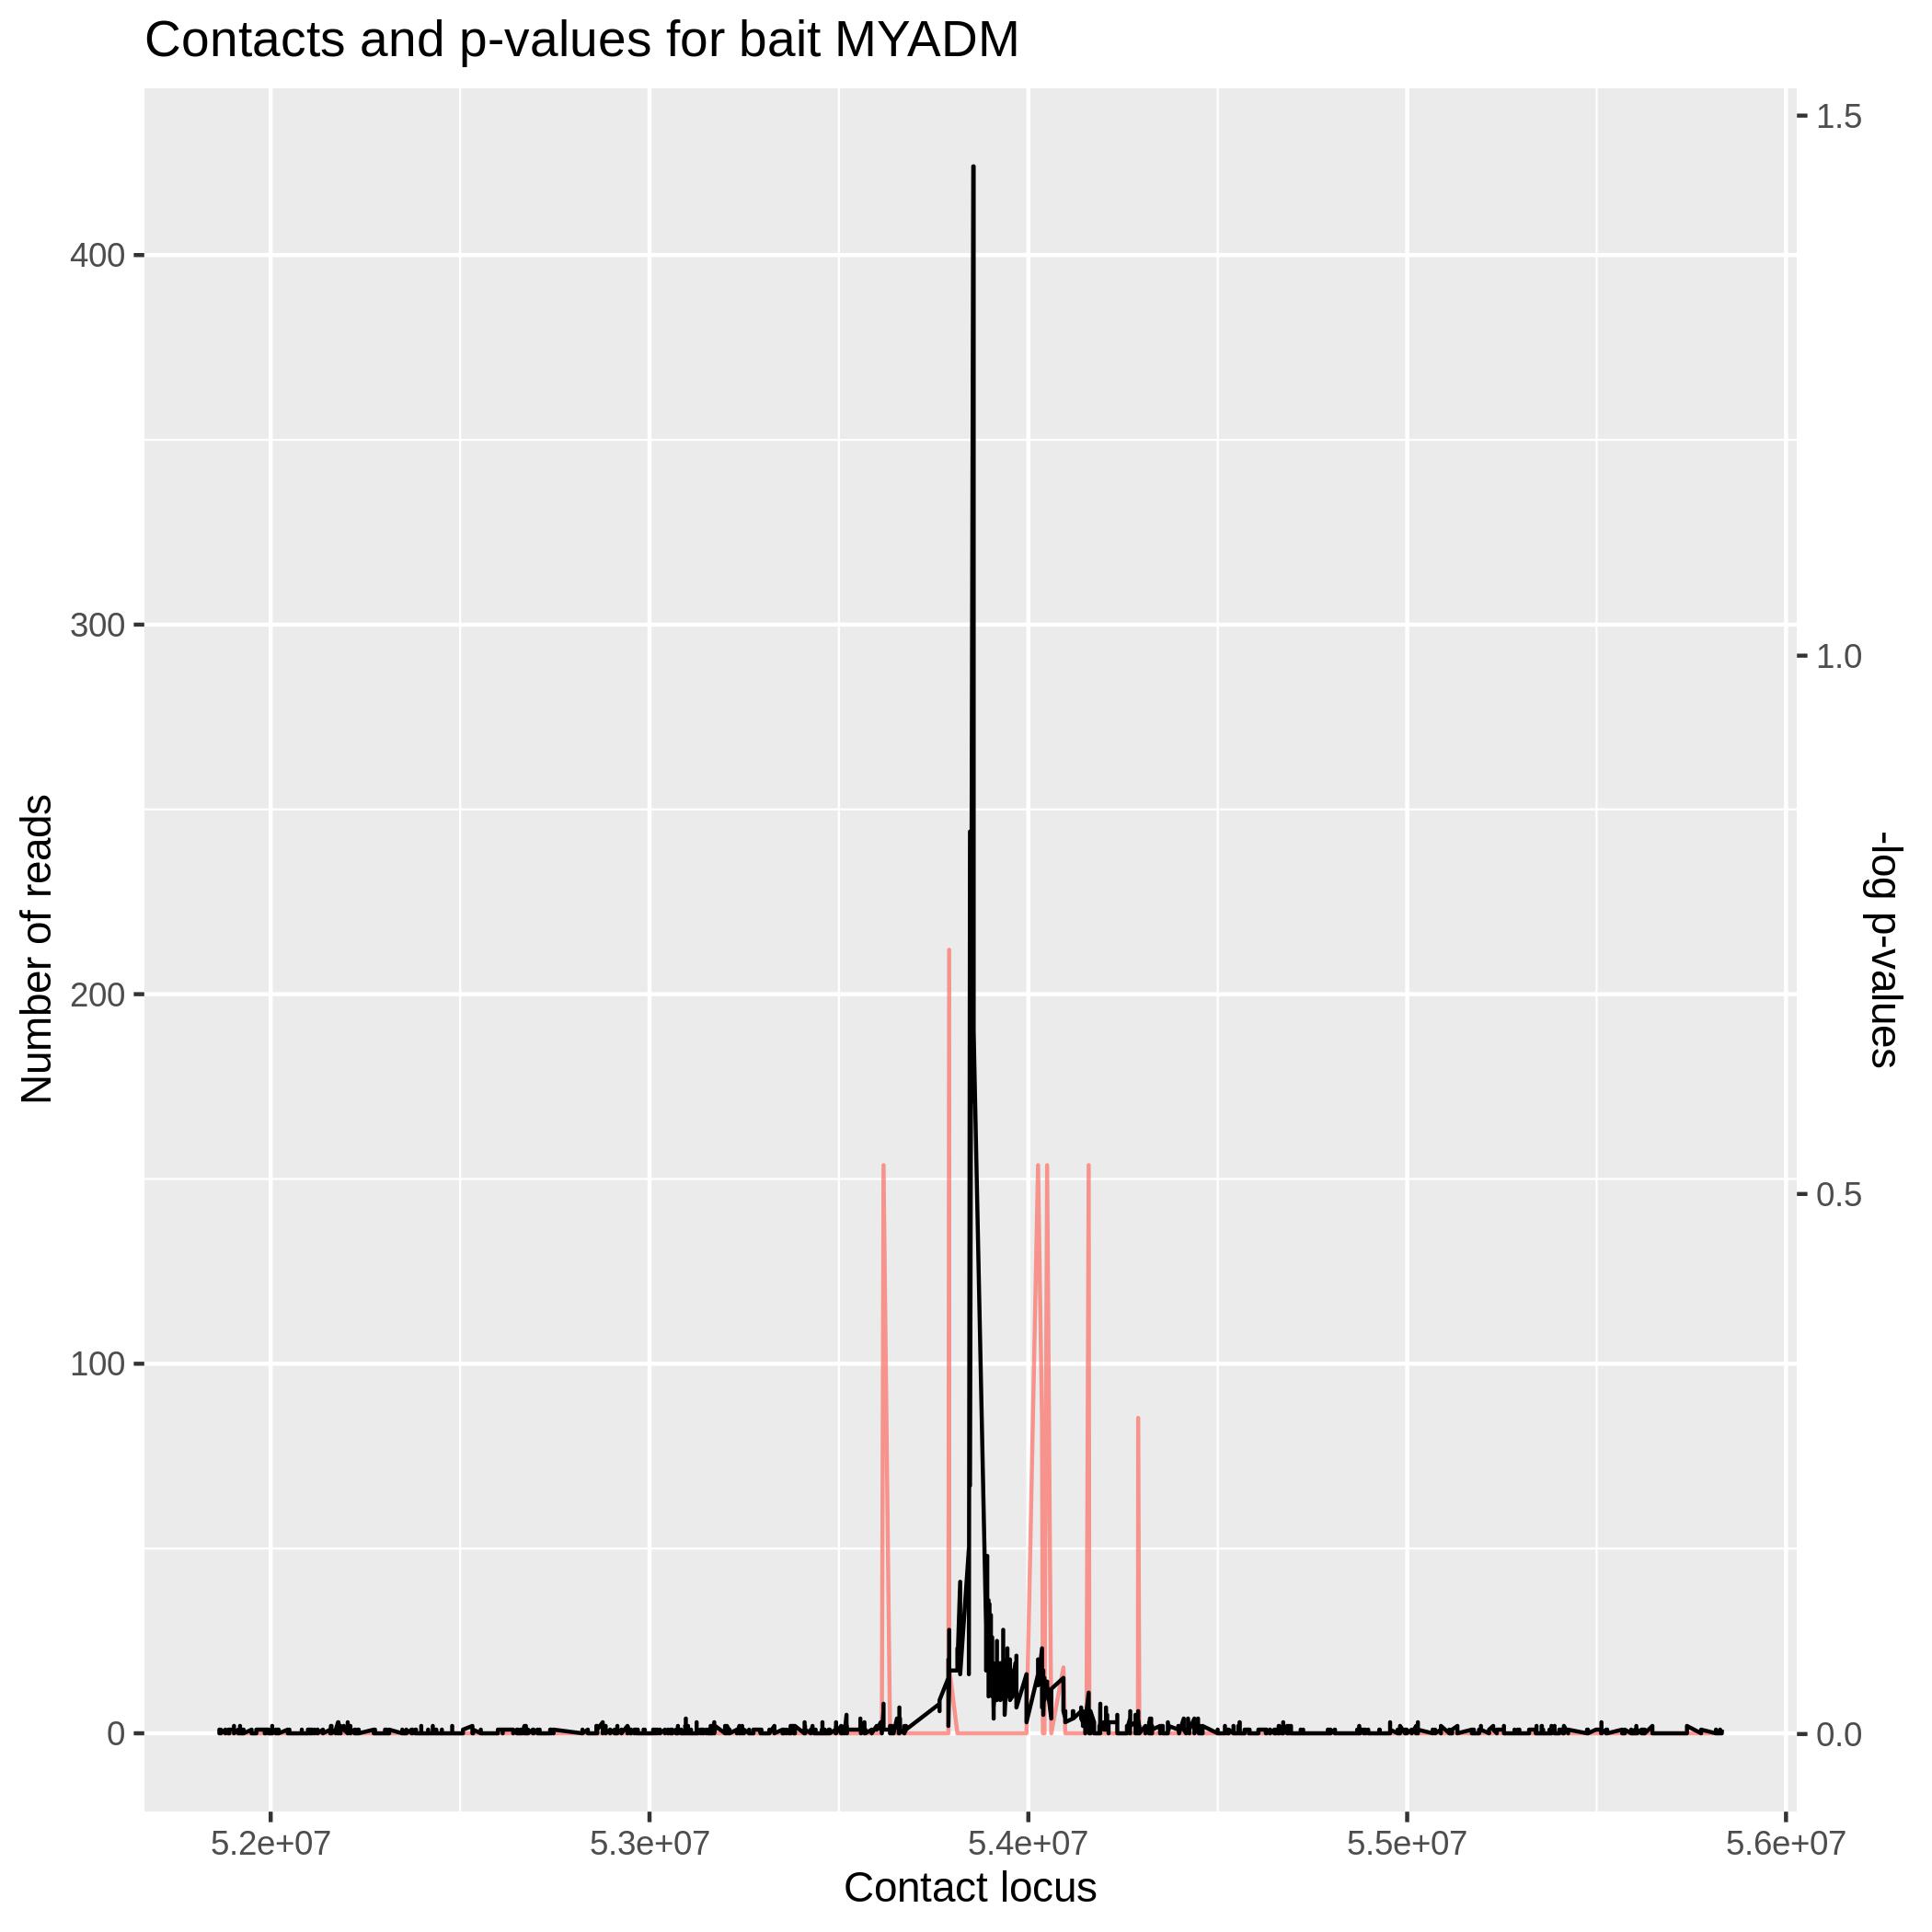 Contacts and p-values for bait MYADM
400
300
200
100
0
Number of reads
1.5
1.0
0.5
0.0
-log p-values
5.2e+07
5.3e+07
5.4e+07
5.5e+07
5.6e+07
Contact locus